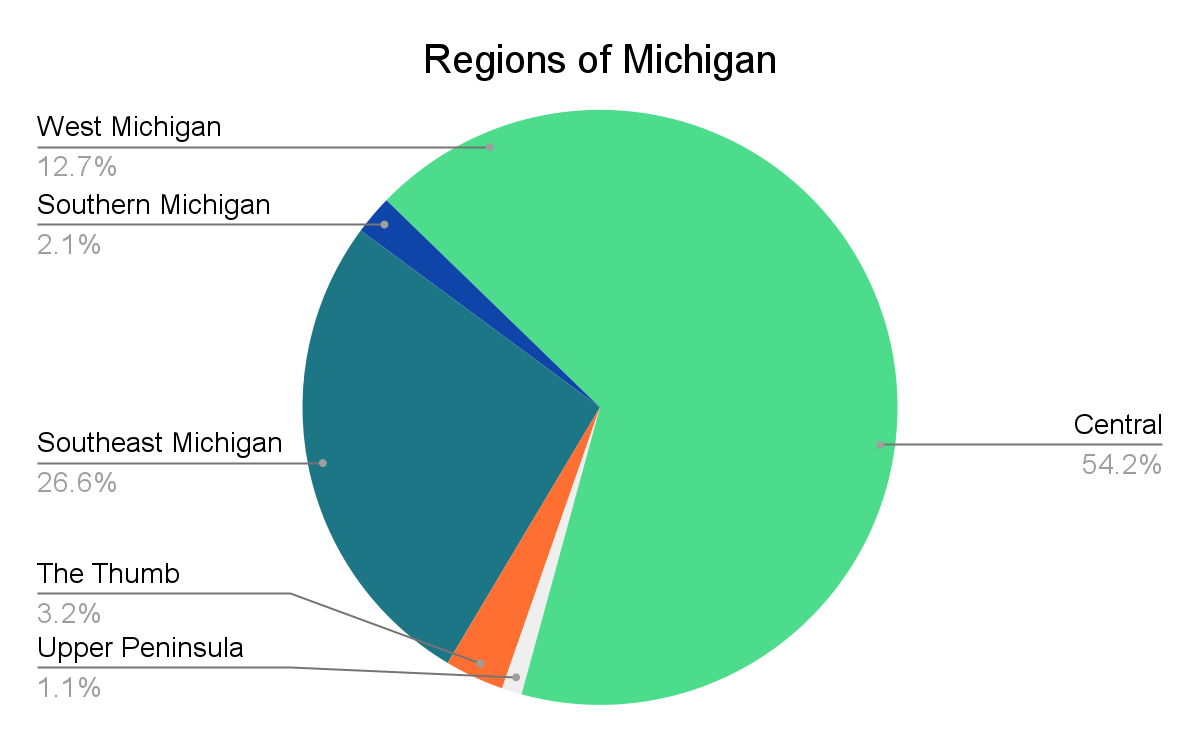 Regions of Michigan
West Michigan
12.7%
Southern Michigan
2.1%
Southeast Michigan
26.6%
The Thumb
3.2%
Upper Peninsula
1.1%
Central
54.2%